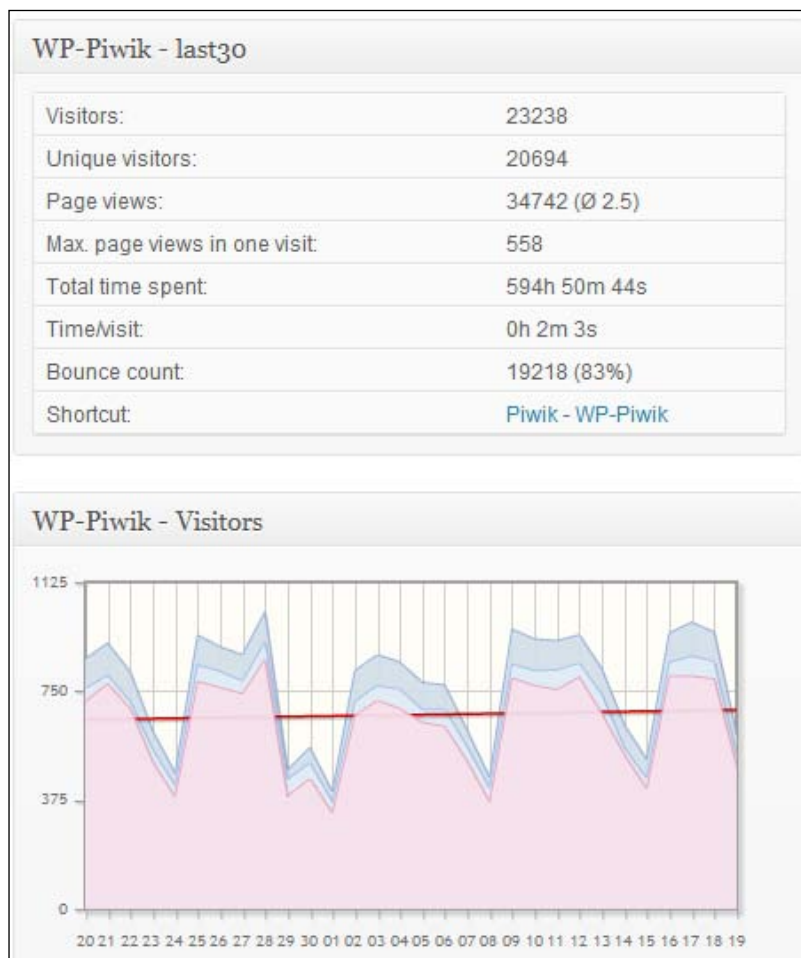 WP-Piwik - last30
Visitors: 23238
Unique visitors: 20694
Page views: 34742 (Ø 2.5)
Max. page views in one visit: 558
Total time spent: 594h 50m 44s
Time/visit: 0h 2m 3s
Bounce count: 19218 (83%)
Shortcut: Piwik - WP-Piwik
WP-Piwik - Visitors
1125
750
375
0
20 21 22 23 24 25 26 27 28 29 30 01 02 03 04 05 06 07 08 09 10 11 12 13 14 15 16 17 18 19